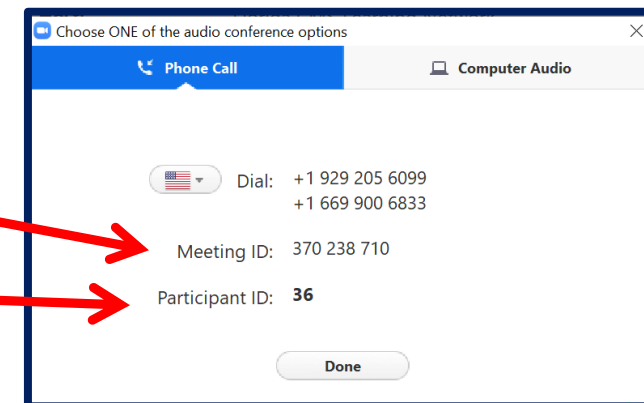 Choose ONE of the audio conference options
Phone Call
Computer Audio
Dial: +1 929 205 6099
+1 669 900 6833
Meeting ID: 370 238 710
Participant ID: 36
Done